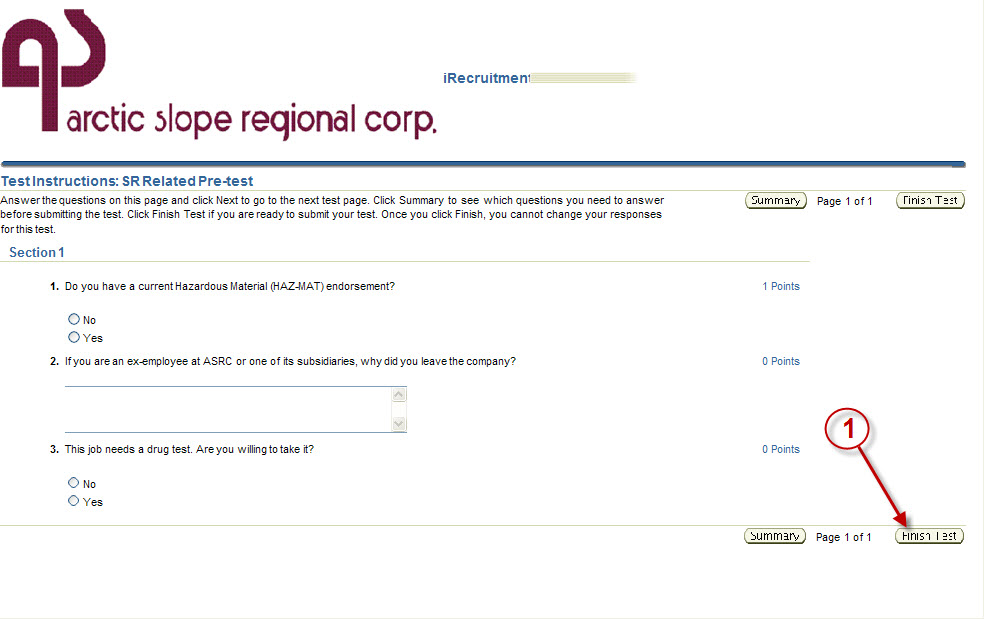 arctic slope regional corp.
iRecruitment
Test Instructions: SR Related Pre-test
Answer the questions on this page and click Next to go to the next test page. Click Summary to see which questions you need to answer
before submitting the test. Click Finish Test if you are ready to submit your test. Once you click Finish, you cannot change your responses
for this test.
Summary Page 1 of 1 Finish Test
Section 1
1. Do you have a current Hazardous Material (HAZ-MAT) endorsement? 1 Points
No
Yes
2. If you are an ex-employee at ASRC or one of its subsidiaries, why did you leave the company? 0 Points
3. This job needs a drug test. Are you willing to take it? 0 Points
No
Yes
1
Summary Page 1 of 1 Finish Test